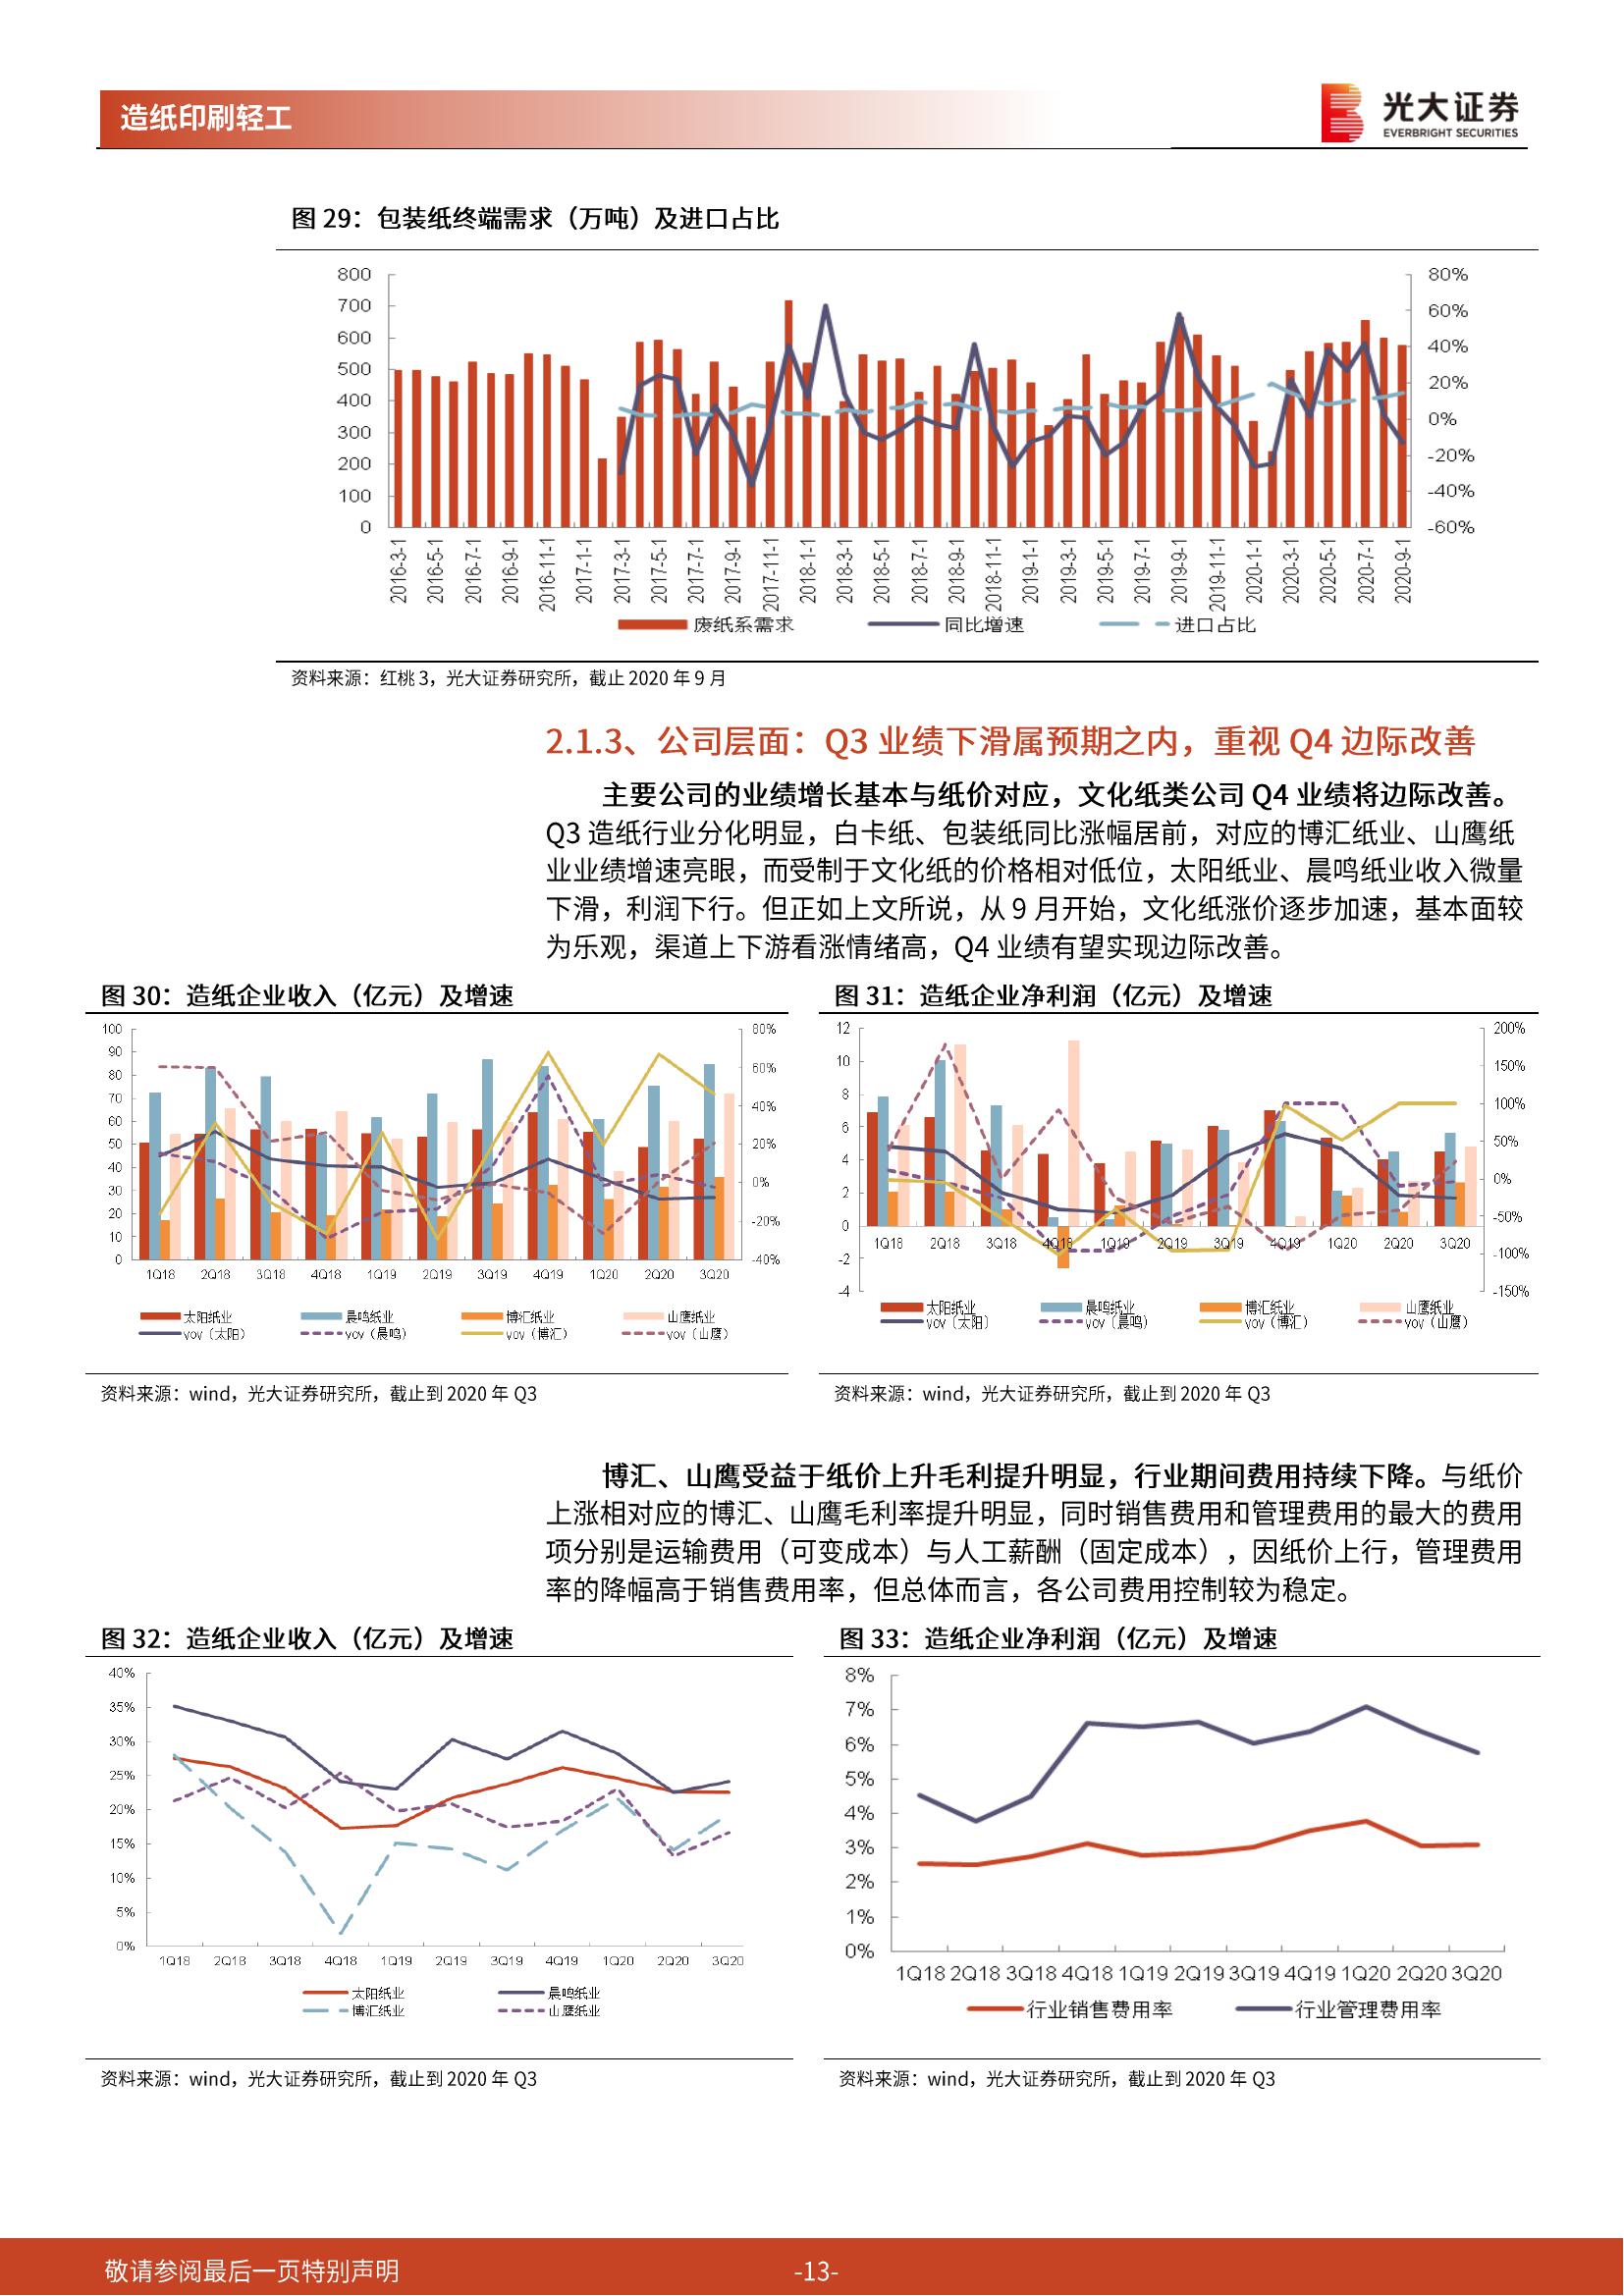 造纸印刷轻工
光大证券
EVERBRIGHT SECURITIES
图 29：包装纸终端需求（万吨）及进口占比
800
700
600
500
400
300
200
100
0
80%
60%
40%
20%
0%
-20%
-40%
-60%
2016-3-1
2016-5-1
2016-7-1
2016-9-1
2016-11-1
2017-1-1
2017-3-1
2017-5-1
2017-7-1
2017-9-1
2017-11-1
2018-1-1
2018-3-1
2018-5-1
2018-7-1
2018-9-1
2018-11-1
2019-1-1
2019-3-1
2019-5-1
2019-7-1
2019-9-1
2019-11-1
2020-1-1
2020-3-1
2020-5-1
2020-7-1
2020-9-1
废纸系需求 同比增速 进口占比
资料来源：红桃 3，光大证券研究所，截止 2020 年 9 月
2.1.3、公司层面：Q3 业绩下滑属预期之内，重视 Q4 边际改善
主要公司的业绩增长基本与纸价对应，文化纸类公司 Q4 业绩将边际改善。
Q3 造纸行业分化明显，白卡纸、包装纸同比涨幅居前，对应的博汇纸业、山鹰纸
业业绩增速亮眼，而受制于文化纸的价格相对低位，太阳纸业、晨鸣纸业收入微量
下滑，利润下行。但正如上文所说，从 9 月开始，文化纸涨价逐步加速，基本面较
为乐观，渠道上下游看涨情绪高，Q4 业绩有望实现边际改善。
图 30：造纸企业收入（亿元）及增速
100
90
80
70
60
50
40
30
20
10
0
80%
60%
40%
20%
0%
-20%
-40%
1Q18 2Q18 3Q18 4Q18 1Q19 2Q19 3Q19 4Q19 1Q20 2Q20 3Q20
太阳纸业 晨鸣纸业 博汇纸业 山鹰纸业
yoy（太阳） yoy（晨鸣） yoy（博汇） yoy（山鹰）
资料来源：wind，光大证券研究所，截止到 2020 年 Q3
图 31：造纸企业净利润（亿元）及增速
12
10
8
6
4
2
0
-2
-4
200%
150%
100%
50%
0%
-50%
-100%
-150%
1Q18 2Q18 3Q18 4Q18 1Q19 2Q19 3Q19 4Q19 1Q20 2Q20 3Q20
太阳纸业 晨鸣纸业 博汇纸业 山鹰纸业
yoy（太阳） yoy（晨鸣） yoy（博汇） yoy（山鹰）
资料来源：wind，光大证券研究所，截止到 2020 年 Q3
博汇、山鹰受益于纸价上升毛利提升明显，行业期间费用持续下降。与纸价
上涨相对应的博汇、山鹰毛利率提升明显，同时销售费用和管理费用的最大的费用
项分别是运输费用（可变成本）与人工薪酬（固定成本），因纸价上行，管理费用
率的降幅高于销售费用率，但总体而言，各公司费用控制较为稳定。
图 32：造纸企业收入（亿元）及增速
40%
35%
30%
25%
20%
15%
10%
5%
0%
1Q18 2Q18 3Q18 4Q18 1Q19 2Q19 3Q19 4Q19 1Q20 2Q20 3Q20
太阳纸业 晨鸣纸业
博汇纸业 山鹰纸业
资料来源：wind，光大证券研究所，截止到 2020 年 Q3
图 33：造纸企业净利润（亿元）及增速
8%
7%
6%
5%
4%
3%
2%
1%
0%
1Q18 2Q18 3Q18 4Q18 1Q19 2Q19 3Q19 4Q19 1Q20 2Q20 3Q20
行业销售费用率 行业管理费用率
资料来源：wind，光大证券研究所，截止到 2020 年 Q3
敬请参阅最后一页特别声明
-13-